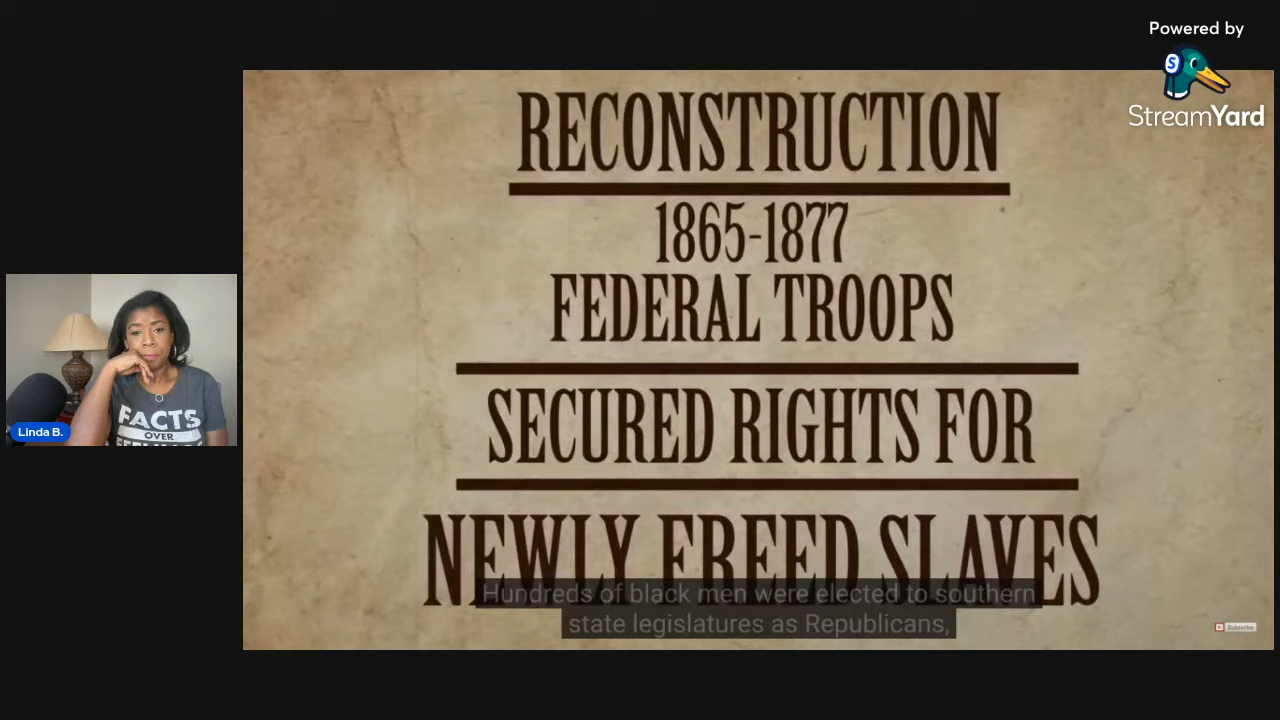 Powered by
StreamYard
RECONSTRUCTION
1865-1877
FEDERAL TROOPS
SECURED RIGHTS FOR
NEWLY FREED SLAVES
Hundreds of black men were elected to southern
state legislatures as Republicans,
Subscribe
FACTS
OVER
Linda B.